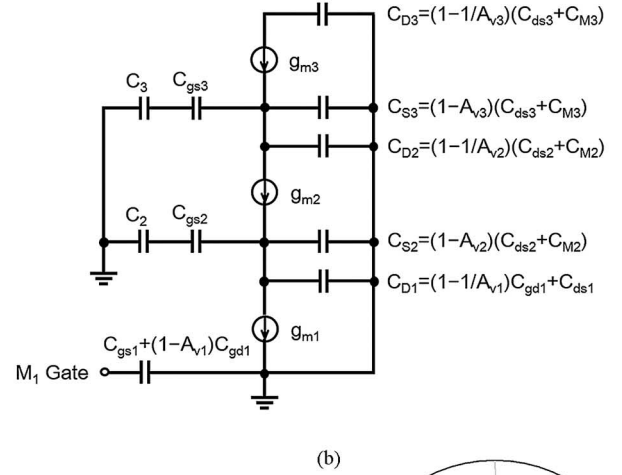 C_D3=(1−1/A_v3)(C_ds3+C_M3)
g_m3
C_3 C_gs3
C_S3=(1−A_v3)(C_ds3+C_M3)
C_D2=(1−1/A_v2)(C_ds2+C_M2)
g_m2
C_2 C_gs2
C_S2=(1−A_v2)(C_ds2+C_M2)
C_D1=(1−1/A_v1)C_gd1+C_ds1
g_m1
C_gs1+(1−A_v1)C_gd1
M_1 Gate
(b)